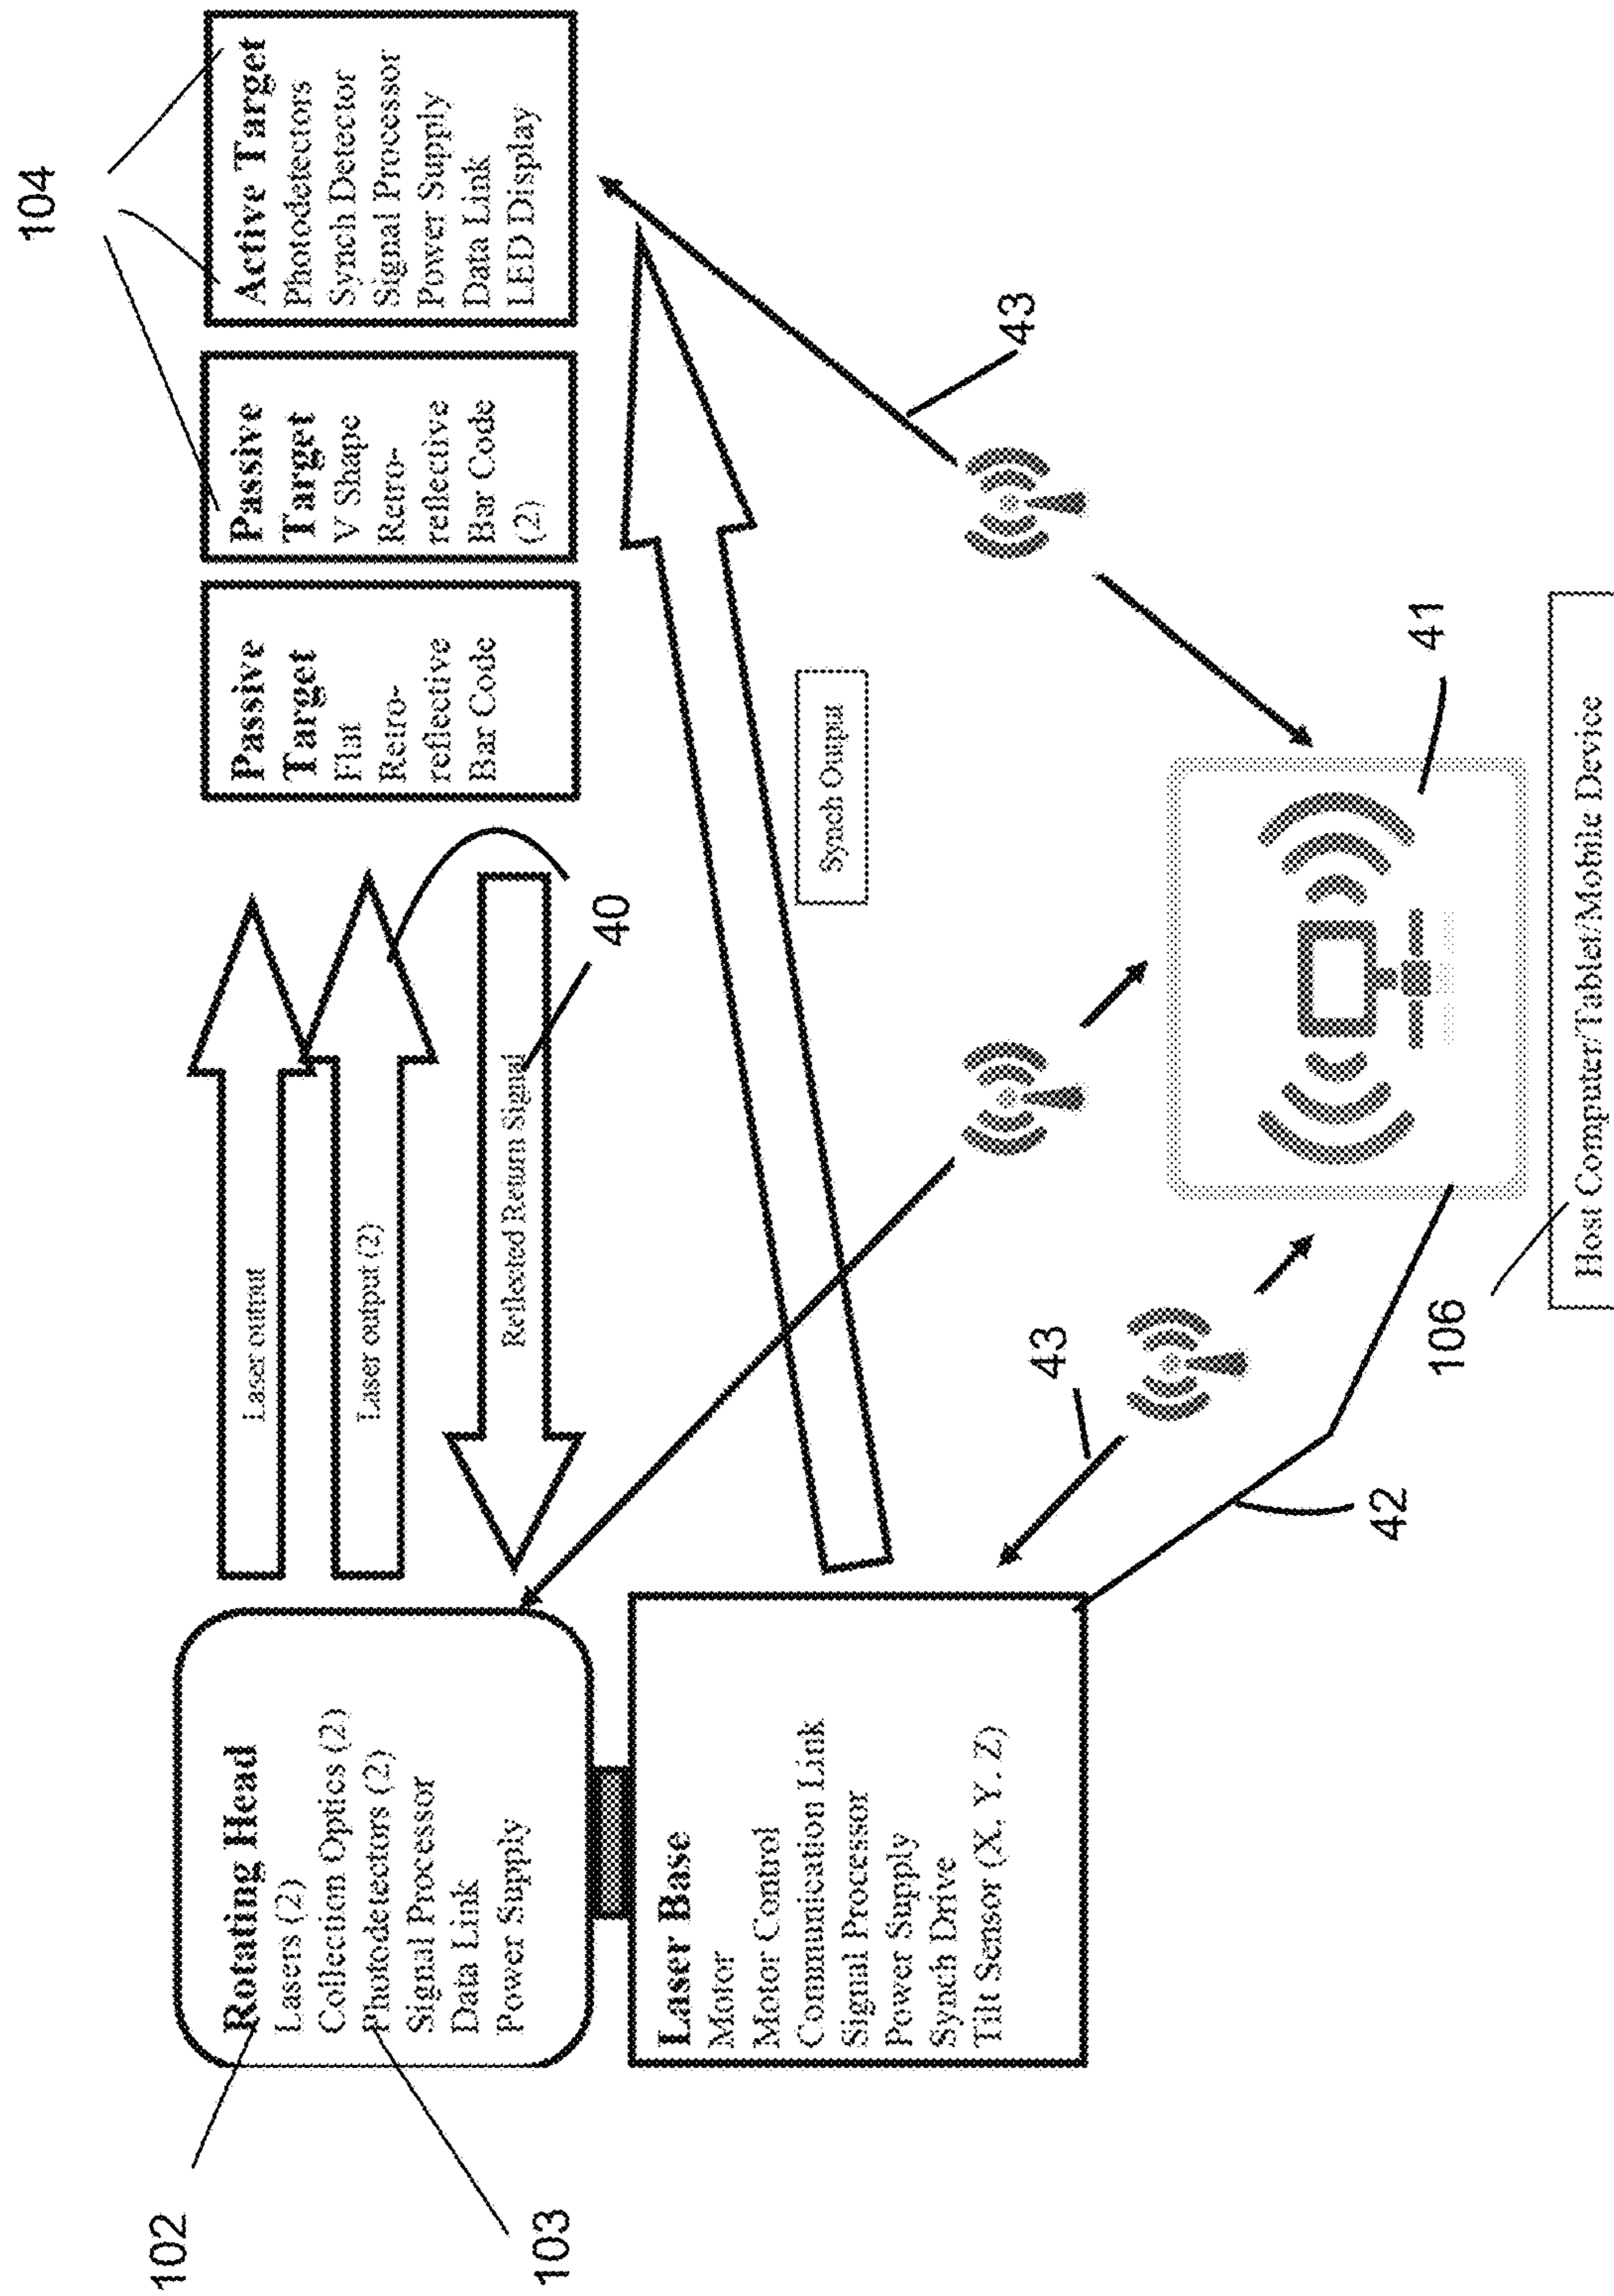 104
Passive
Target
Flat
Retro-
reflective
Bar Code
Passive
Target
V Shape
Retro-
reflective
Bar Code
(2)
Active Target
Photodetectors
Synch Detector
Signal Processor
Power Supply
Data Link
LED Display
Laser output
Laser output (2)
Reflected Return Signal
40
Synch Output
43
102
Rotating Head
Lasers (2)
Collection Optics (2)
Photodetectors (2)
Signal Processor
Data Link
Power Supply
103
Laser Base
Motor
Motor Control
Communication Link
Signal Processor
Power Supply
Synch Drive
Tilt Sensor (X, Y, Z)
43
42
41
106
Host Computer/Tablet/Mobile Device